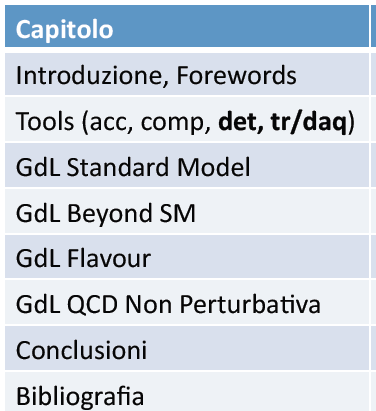 Capitolo
Introduzione, Forewords
Tools (acc, comp, det, tr/daq)
GdL Standard Model
GdL Beyond SM
GdL Flavour
GdL QCD Non Perturbativa
Conclusioni
Bibliografia